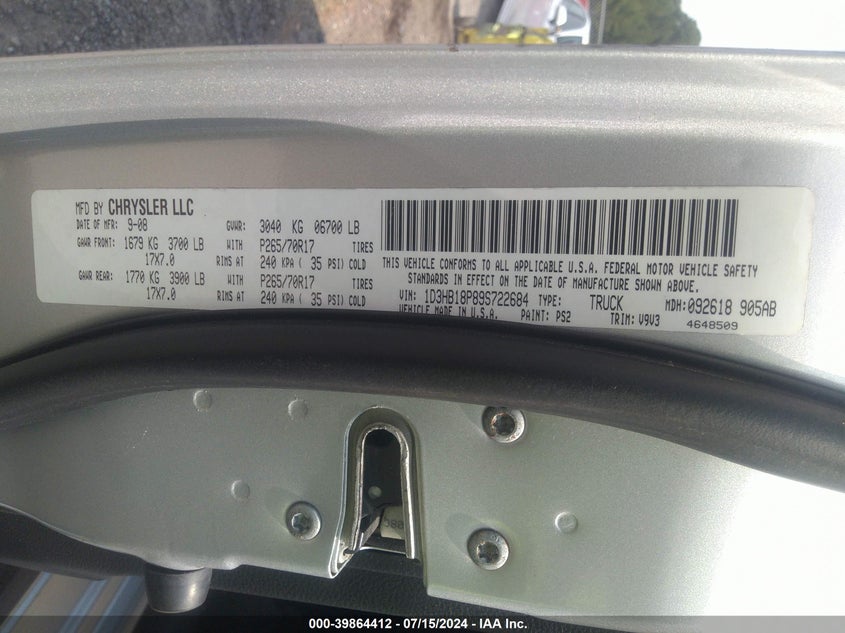 MFD BY CHRYSLER LLC
DATE OF MFR: 9-08 GVWR: 3040 KG 06700 LB
GAWR FRONT: 1679 KG 3700 LB WITH P265/70R17 TIRES
17X7.0 RIMS AT 240 KPA ( 35 PSI) COLD
GAWR REAR: 1770 KG 3900 LB WITH P265/70R17 TIRES
17X7.0 RIMS AT 240 KPA ( 35 PSI) COLD
THIS VEHICLE CONFORMS TO ALL APPLICABLE U.S.A. FEDERAL MOTOR VEHICLE SAFETY
STANDARDS IN EFFECT ON THE DATE OF MANUFACTURE SHOWN ABOVE.
VIN: 1D3HB18P89S722684 TYPE: TRUCK MDH: 092618 905AB
VEHICLE MADE IN U.S.A. PAINT: PS2 TRIM: V9V3 4648509
000-39864412 - 07/15/2024 - IAA Inc.